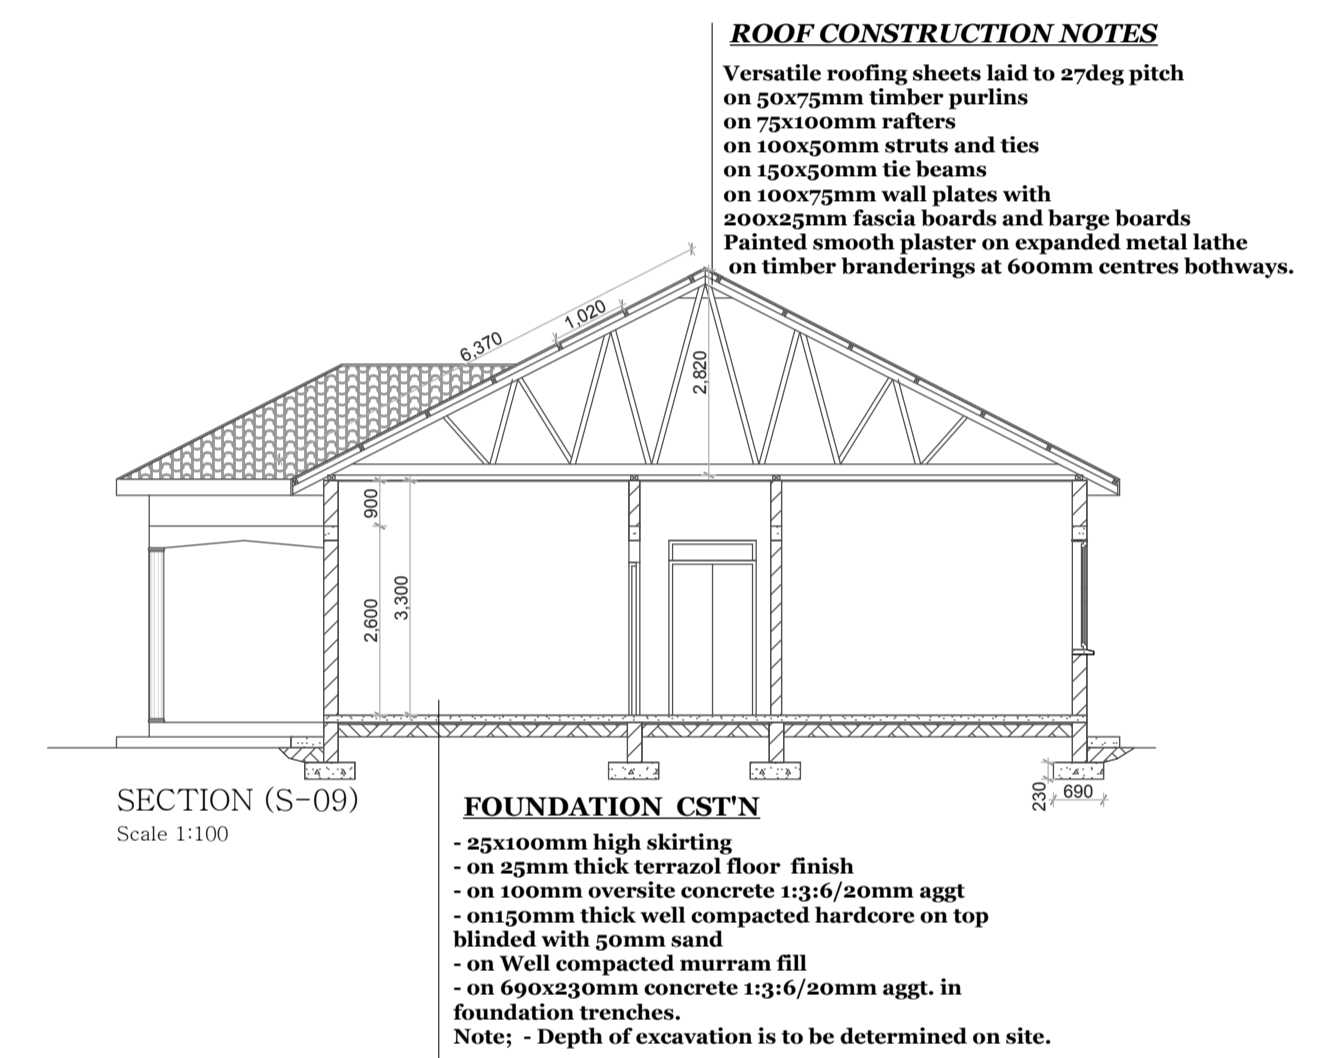 ROOF CONSTRUCTION NOTES
Versatile roofing sheets laid to 27deg pitch
on 50x75mm timber purlins
on 75x100mm rafters
on 100x50mm struts and ties
on 150x50mm tie beams
on 100x75mm wall plates with
200x25mm fascia boards and barge boards
Painted smooth plaster on expanded metal lathe
on timber branderings at 600mm centres bothways.
6,370
1,020
2,820
900
2,600
3,300
230
690
SECTION (S-09)
Scale 1:100
FOUNDATION CST'N
- 25x100mm high skirting
- on 25mm thick terrazol floor finish
- on 100mm oversite concrete 1:3:6/20mm aggt
- on150mm thick well compacted hardcore on top
blinded with 50mm sand
- on Well compacted murram fill
- on 690x230mm concrete 1:3:6/20mm aggt. in
foundation trenches.
Note; - Depth of excavation is to be determined on site.